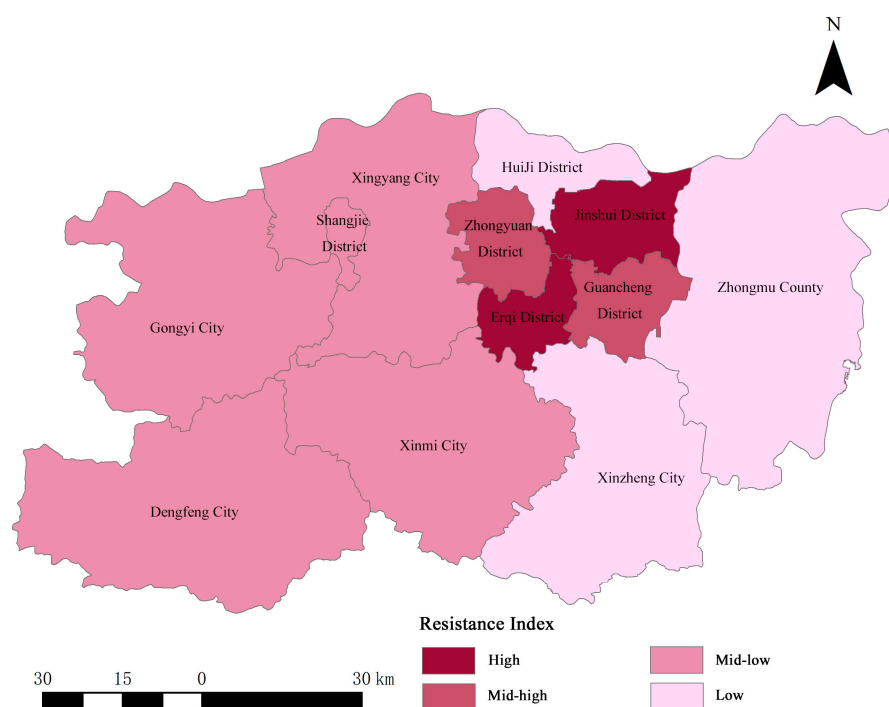 N
HuiJi District
Xingyang City
Jinshui District
Shangjie
District
Zhongyuan
District
Zhongmu County
Guancheng
District
Gongyi City
Erqi District
Xinmi City
Xinzheng City
Dengfeng City
Resistance Index
High
Mid-low
Mid-high
Low
30 15 0 30 km